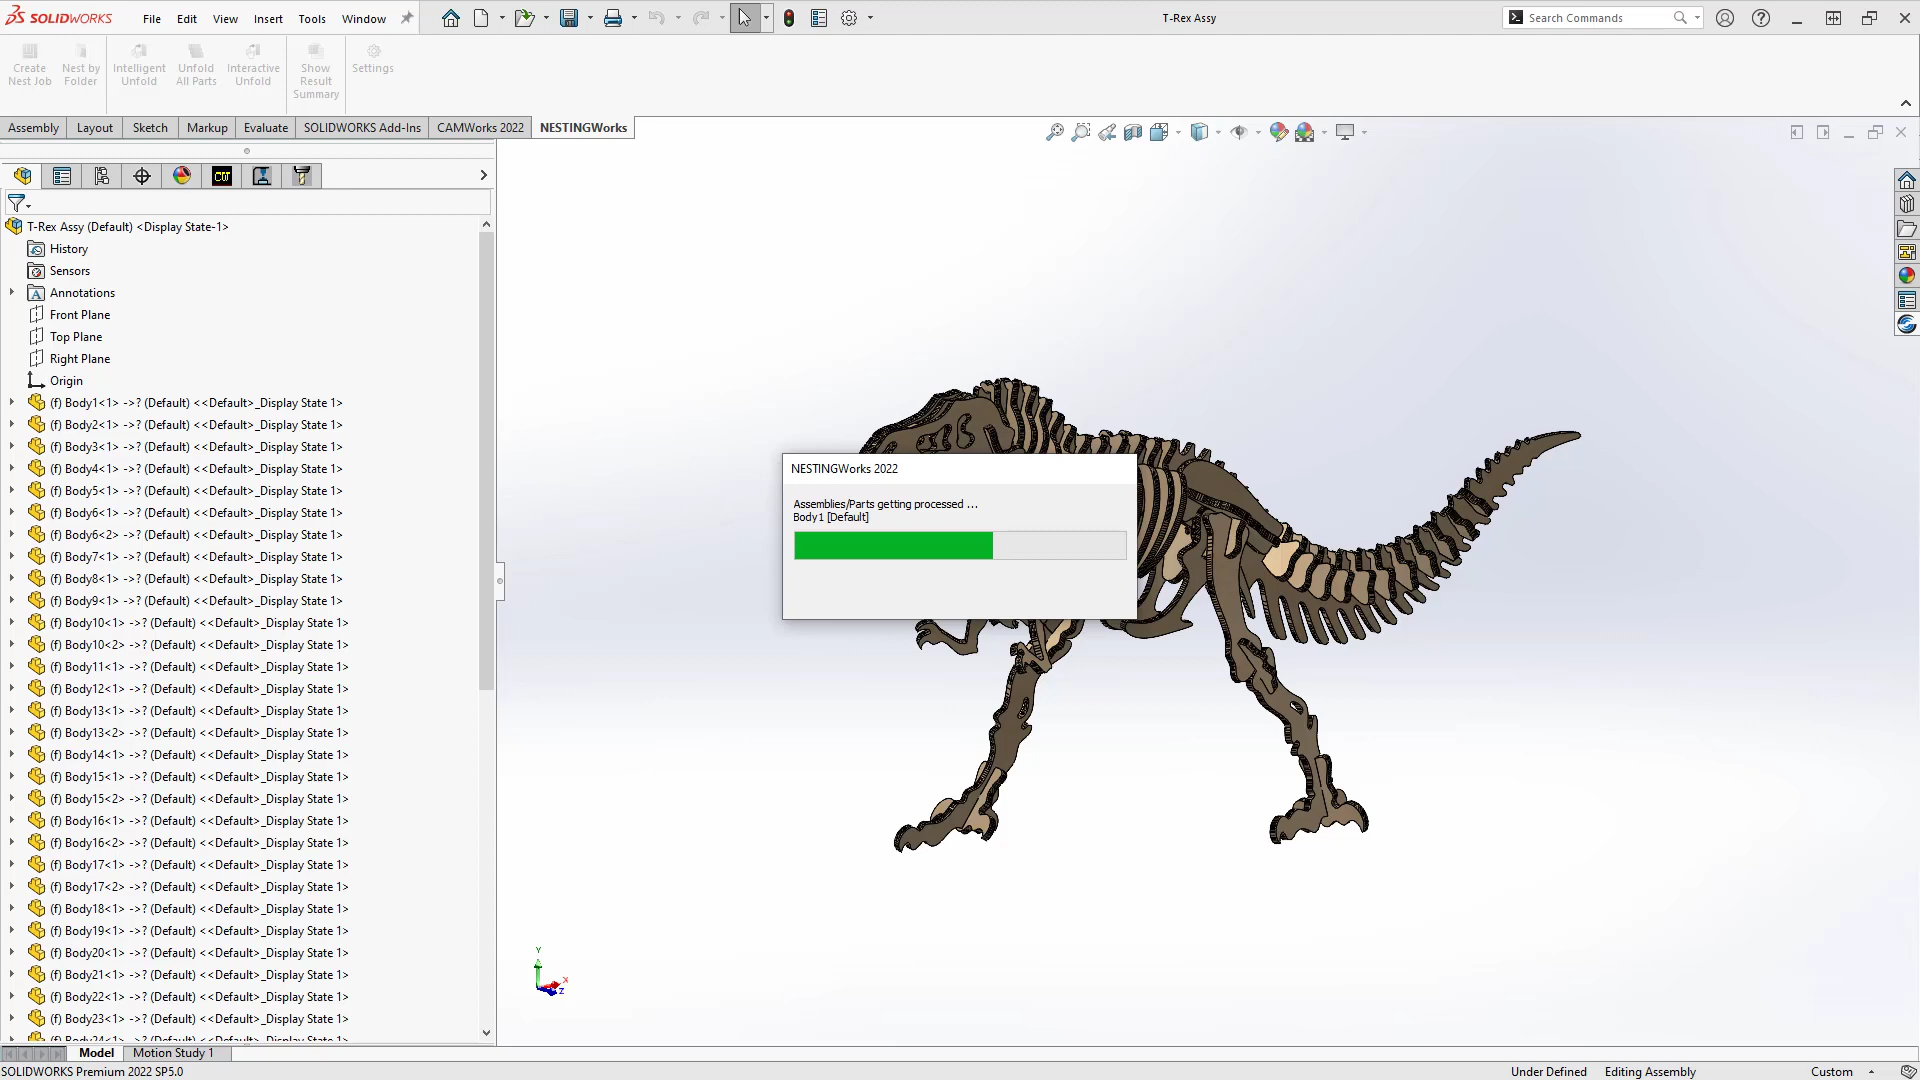 SOLIDWORKS
File Edit View Insert Tools Window
T-Rex Assy
Search Commands
Create Nest Job
Nest by Folder
Intelligent Unfold
Unfold All Parts
Interactive Unfold
Show Result Summary
Settings
Assembly Layout Sketch Markup Evaluate SOLIDWORKS Add-Ins CAMWorks 2022 NESTINGWorks
CW
T-Rex Assy (Default) <Display State-1>
History
Sensors
Annotations
Front Plane
Top Plane
Right Plane
Origin
(f) Body1<1> ->? (Default) <<Default>_Display State 1>
(f) Body2<1> ->? (Default) <<Default>_Display State 1>
(f) Body3<1> ->? (Default) <<Default>_Display State 1>
(f) Body4<1> ->? (Default) <<Default>_Display State 1>
(f) Body5<1> ->? (Default) <<Default>_Display State 1>
(f) Body6<1> ->? (Default) <<Default>_Display State 1>
(f) Body6<2> ->? (Default) <<Default>_Display State 1>
(f) Body7<1> ->? (Default) <<Default>_Display State 1>
(f) Body8<1> ->? (Default) <<Default>_Display State 1>
(f) Body9<1> ->? (Default) <<Default>_Display State 1>
(f) Body10<1> ->? (Default) <<Default>_Display State 1>
(f) Body10<2> ->? (Default) <<Default>_Display State 1>
(f) Body11<1> ->? (Default) <<Default>_Display State 1>
(f) Body12<1> ->? (Default) <<Default>_Display State 1>
(f) Body13<1> ->? (Default) <<Default>_Display State 1>
(f) Body13<2> ->? (Default) <<Default>_Display State 1>
(f) Body14<1> ->? (Default) <<Default>_Display State 1>
(f) Body15<1> ->? (Default) <<Default>_Display State 1>
(f) Body15<2> ->? (Default) <<Default>_Display State 1>
(f) Body16<1> ->? (Default) <<Default>_Display State 1>
(f) Body16<2> ->? (Default) <<Default>_Display State 1>
(f) Body17<1> ->? (Default) <<Default>_Display State 1>
(f) Body17<2> ->? (Default) <<Default>_Display State 1>
(f) Body18<1> ->? (Default) <<Default>_Display State 1>
(f) Body19<1> ->? (Default) <<Default>_Display State 1>
(f) Body20<1> ->? (Default) <<Default>_Display State 1>
(f) Body21<1> ->? (Default) <<Default>_Display State 1>
(f) Body22<1> ->? (Default) <<Default>_Display State 1>
(f) Body23<1> ->? (Default) <<Default>_Display State 1>
(f) Body24<1> ->? (Default) <<Default>_Display State 1>
NESTINGWorks 2022
Assemblies/Parts getting processed ...
Body1 [Default]
Y
X
Z
Model Motion Study 1
SOLIDWORKS Premium 2022 SP5.0
Under Defined Editing Assembly Custom